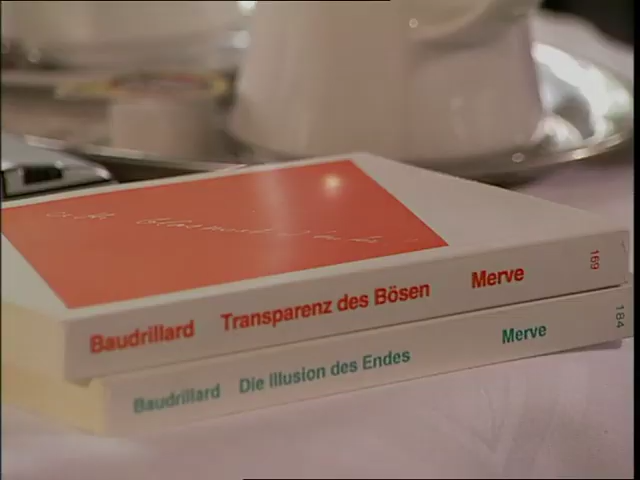 Baudrillard Transparenz des Bösen Merve 169
Baudrillard Die Illusion des Endes Merve 184